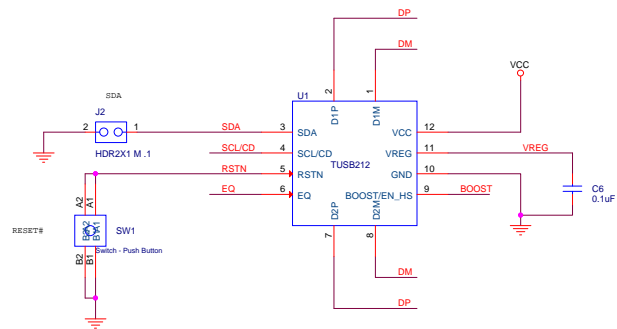 DP
DM
VCC
SDA
U1
2
1
D1P
D1M
J2
2
1
SDA
3
SDA
VCC
12
HDR2X1 M .1
SCL/CD
4
SCL/CD
VREG
11
VREG
TUSB212
RSTN
5
RSTN
GND
10
EQ
6
EQ
BOOST/EN_HS
9
BOOST
C6
0.1uF
A2
A1
D2P
D2M
RESET#
SW1
7
8
Switch - Push Button
B2
B1
DM
DP